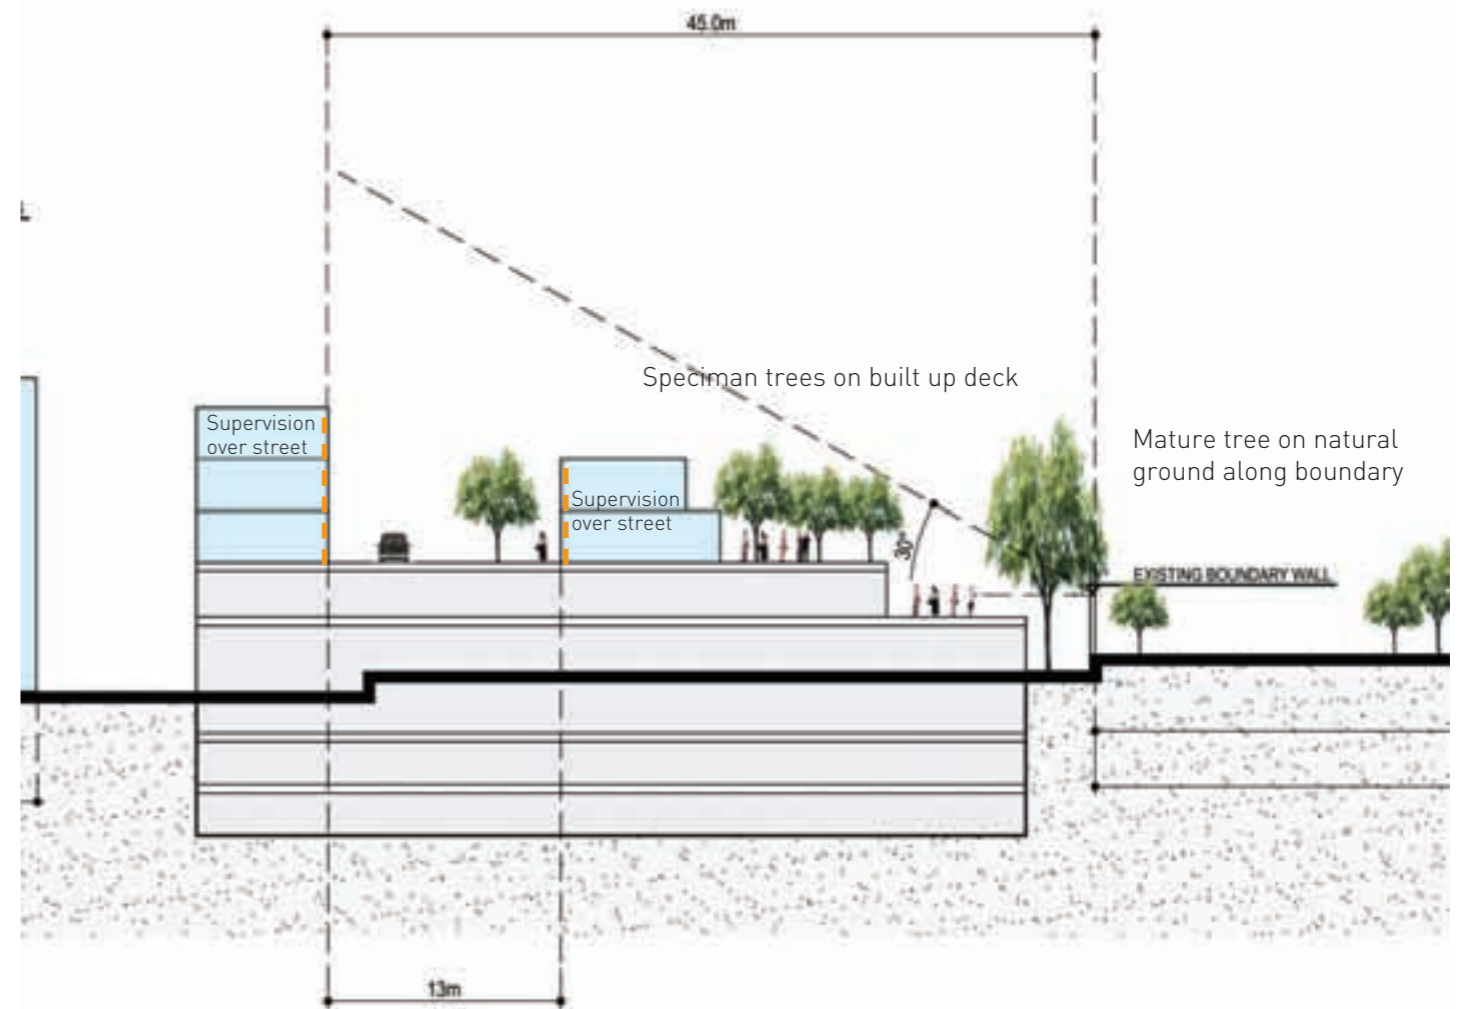 45.0m
Speciman trees on built up deck
Supervision
over street
Mature tree on natural
ground along boundary
Supervision
over street
30°
EXISTING BOUNDARY WALL
13m